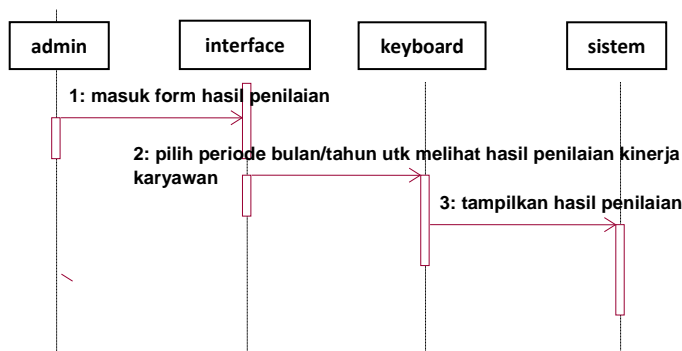 admin
interface
keyboard
sistem
1: masuk form hasil penilaian
2: pilih periode bulan/tahun utk melihat hasil penilaian kinerja
karyawan
3: tampilkan hasil penilaian